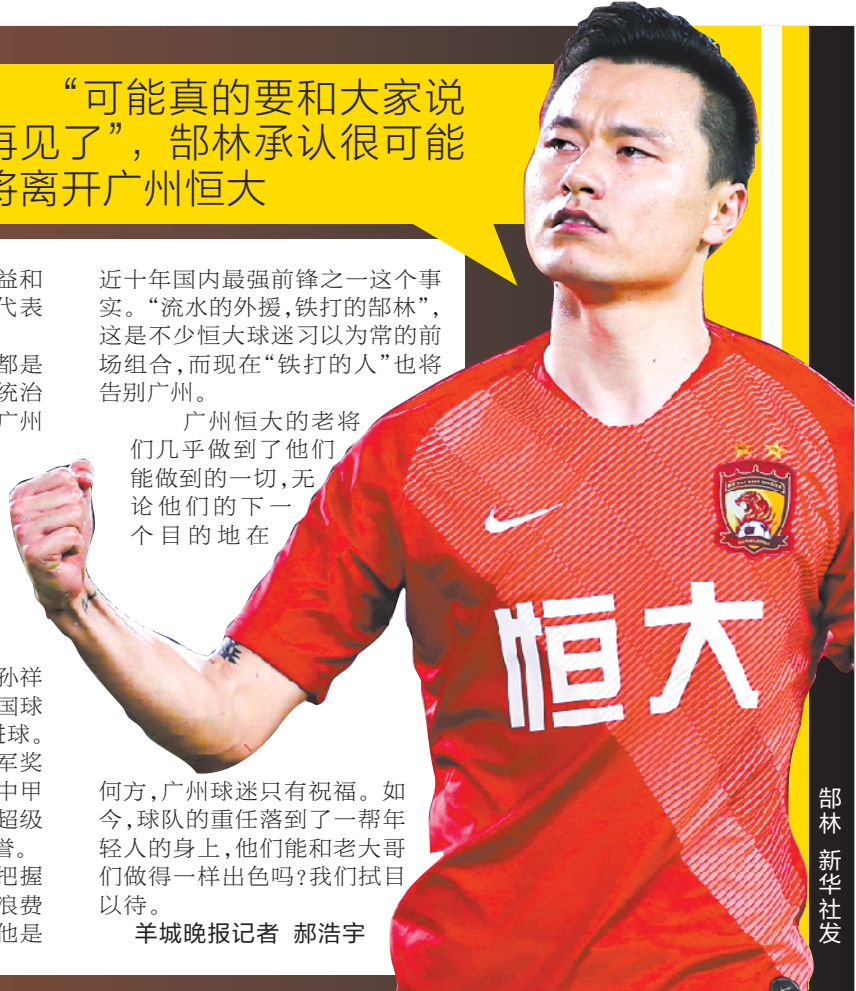 “可能真的要和大家说
再见了”，郜林承认很可能
将离开广州恒大
益和
代表
都是
统治
广州
孙祥
国球
进球。
军奖
中甲
超级
誉。
把握
浪费
他是
近十年国内最强前锋之一这个事
实。“流水的外援,铁打的郜林”,
这是不少恒大球迷习以为常的前
场组合,而现在“铁打的人”也将
告别广州。
广州恒大的老将
们几乎做到了他们
能做到的一切,无
论他们的下一
个目的地在
何方,广州球迷只有祝福。如
今,球队的重任落到了一帮年
轻人的身上,他们能和老大哥
们做得一样出色吗?我们拭目
以待。
羊城晚报记者 郝浩宇
恒大
郜林 新华社发